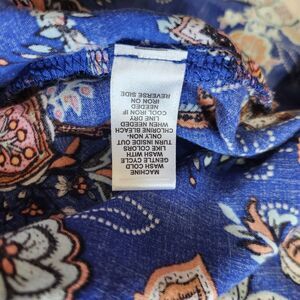 MACHINE
WASH COLD
GENTLE CYCLE
WASH WITH
LIKE COLORS
TURN INSIDE OUT
ONLY NON-
CHLORINE BLEACH
WHEN NEEDED
LINE DRY
COOL IRON IF
NEEDED
IRON ON
REVERSE SIDE